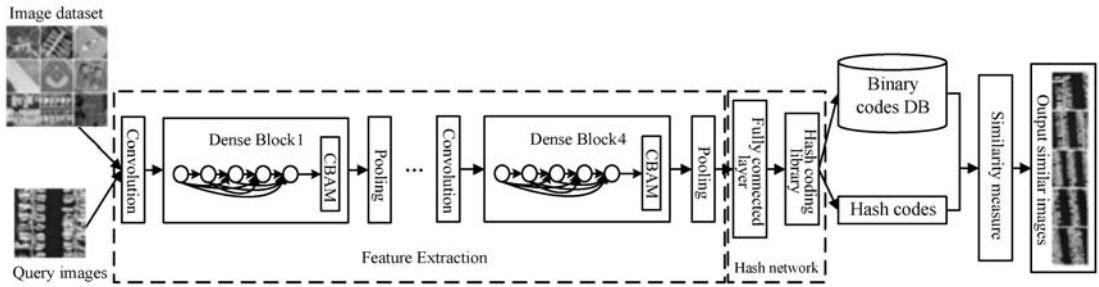 Image dataset
Query images
Convolution
Dense Block1
CBAM
Pooling
...
Convolution
Dense Block4
CBAM
Pooling
Feature Extraction
Fully connected
layer
Hash coding
library
Hash network
Binary
codes DB
Hash codes
Similarity
measure
Output similar
images